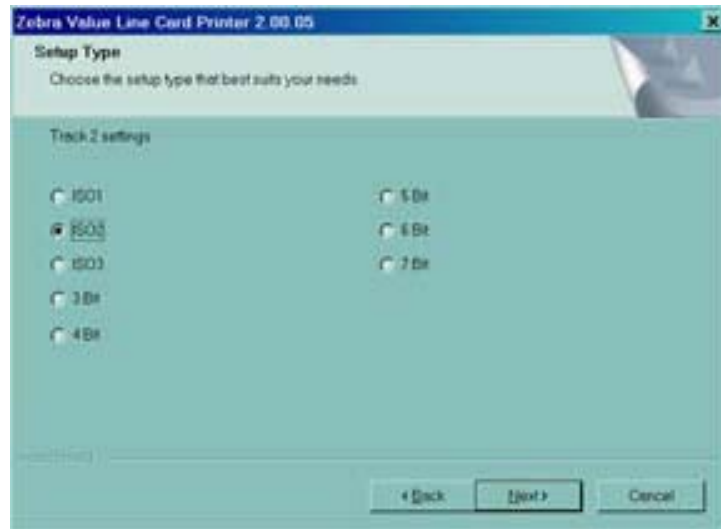 Zebra Value Line Card Printer 2.00.05
Setup Type
Choose the setup type that best suits your needs
Track 2 settings
ISO1
ISO2
ISO3
3 Bit
4 Bit
5 Bit
6 Bit
7 Bit
< Back
Next >
Cancel